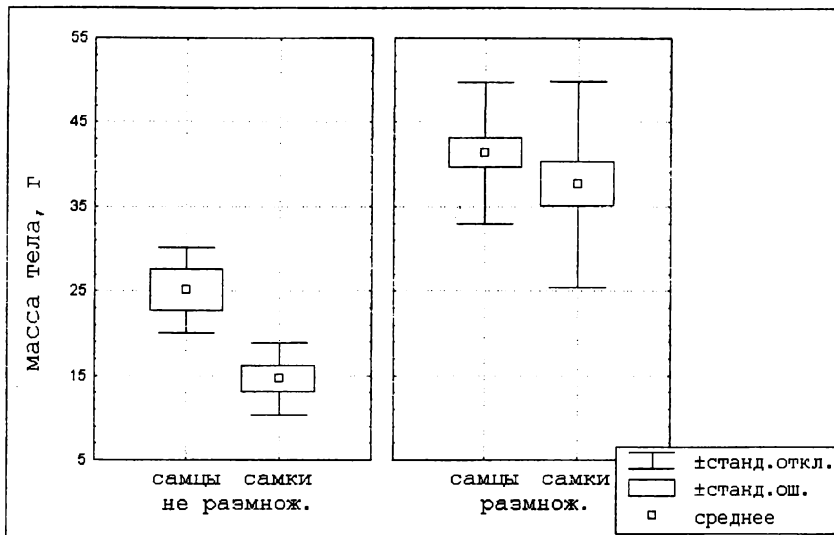 масса тела, г
55
45
35
25
15
5
самцы самки
не размнож.
самцы самки
размнож.
±станд.откл.
±станд.ош.
среднее